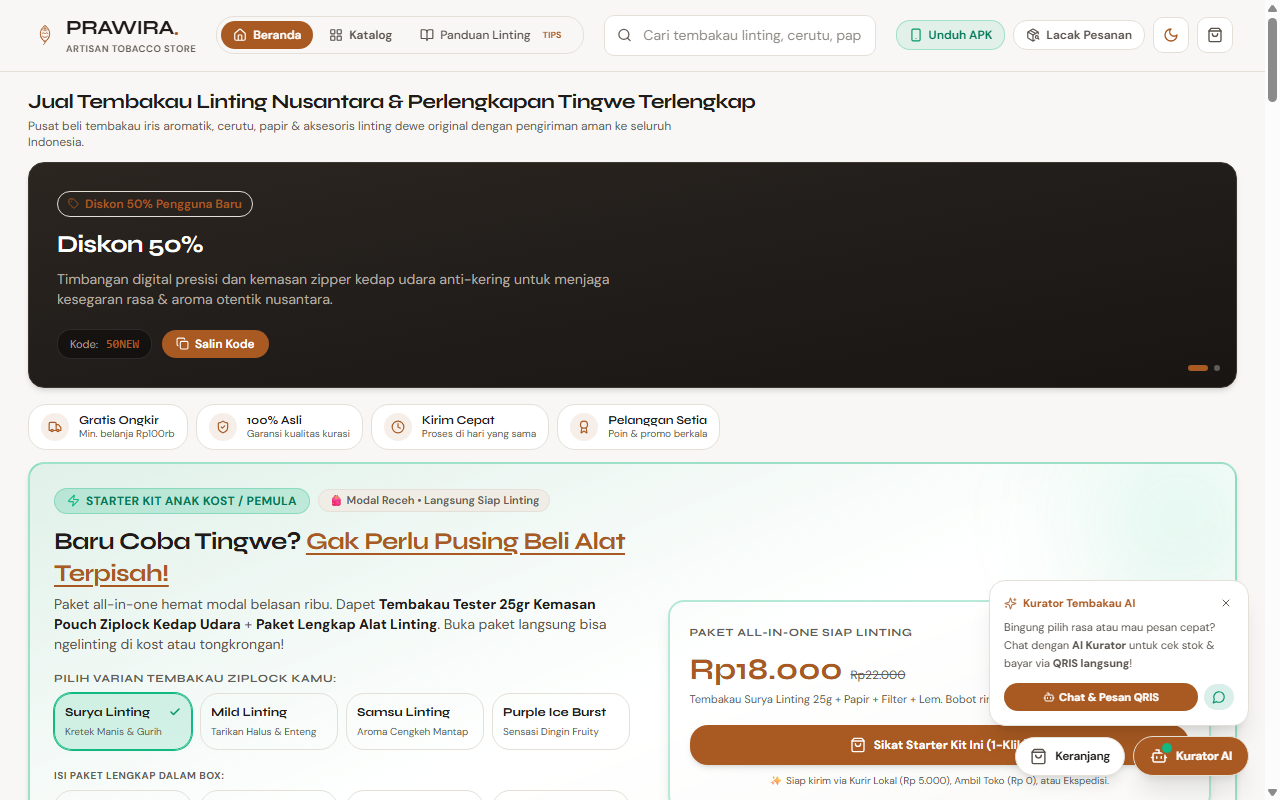 PRAWIRA.
ARTISAN TOBACCO STORE
Beranda
Katalog
Panduan Linting TIPS
Cari tembakau linting, cerutu, pap
Unduh APK
Lacak Pesanan
Jual Tembakau Linting Nusantara & Perlengkapan Tingwe Terlengkap
Pusat beli tembakau iris aromatik, cerutu, papir & aksesoris linting dewe original dengan pengiriman aman ke seluruh
Indonesia.
Diskon 50% Pengguna Baru
Diskon 50%
Timbangan digital presisi dan kemasan zipper kedap udara anti-kering untuk menjaga
kesegaran rasa & aroma otentik nusantara.
Kode: 50NEW
Salin Kode
Gratis Ongkir
Min. belanja Rp100rb
100% Asli
Garansi kualitas kurasi
Kirim Cepat
Proses di hari yang sama
Pelanggan Setia
Poin & promo berkala
STARTER KIT ANAK KOST / PEMULA
Modal Receh • Langsung Siap Linting
Baru Coba Tingwe? Gak Perlu Pusing Beli Alat
Terpisah!
Paket all-in-one hemat modal belasan ribu. Dapet Tembakau Tester 25gr Kemasan
Pouch Ziplock Kedap Udara + Paket Lengkap Alat Linting. Buka paket langsung bisa
ngelinting di kost atau tongkrongan!
PILIH VARIAN TEMBAKAU ZIPLOCK KAMU:
Surya Linting
Kretek Manis & Gurih
Mild Linting
Tarikan Halus & Enteng
Samsu Linting
Aroma Cengkeh Mantap
Purple Ice Burst
Sensasi Dingin Fruity
ISI PAKET LENGKAP DALAM BOX:
PAKET ALL-IN-ONE SIAP LINTING
Rp18.000 Rp22.000
Tembakau Surya Linting 25g + Papir + Filter + Lem. Bobot
Sikat Starter Kit Ini
Siap kirim via Kurir Lokal (Rp 5.000), Ambil Toko (Rp 0), atau Ekspedisi.
Kurator Tembakau AI
Bingung pilih rasa atau mau pesan cepat?
Chat dengan AI Kurator untuk cek stok &
bayar via QRIS langsung!
Chat & Pesan QRIS
Keranjang
Kurator AI